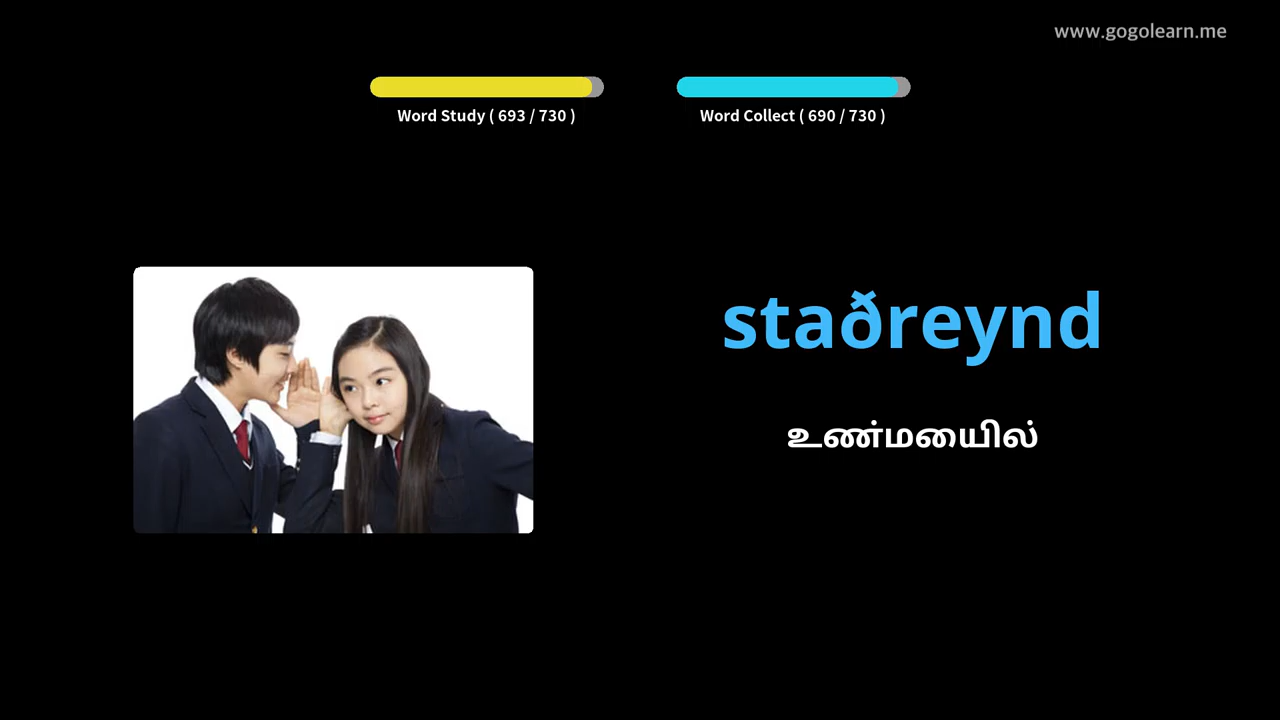 www.gogolearn.me
Word Study ( 693 / 730 )
Word Collect ( 690 / 730 )
staðreynd
உண்மையில்